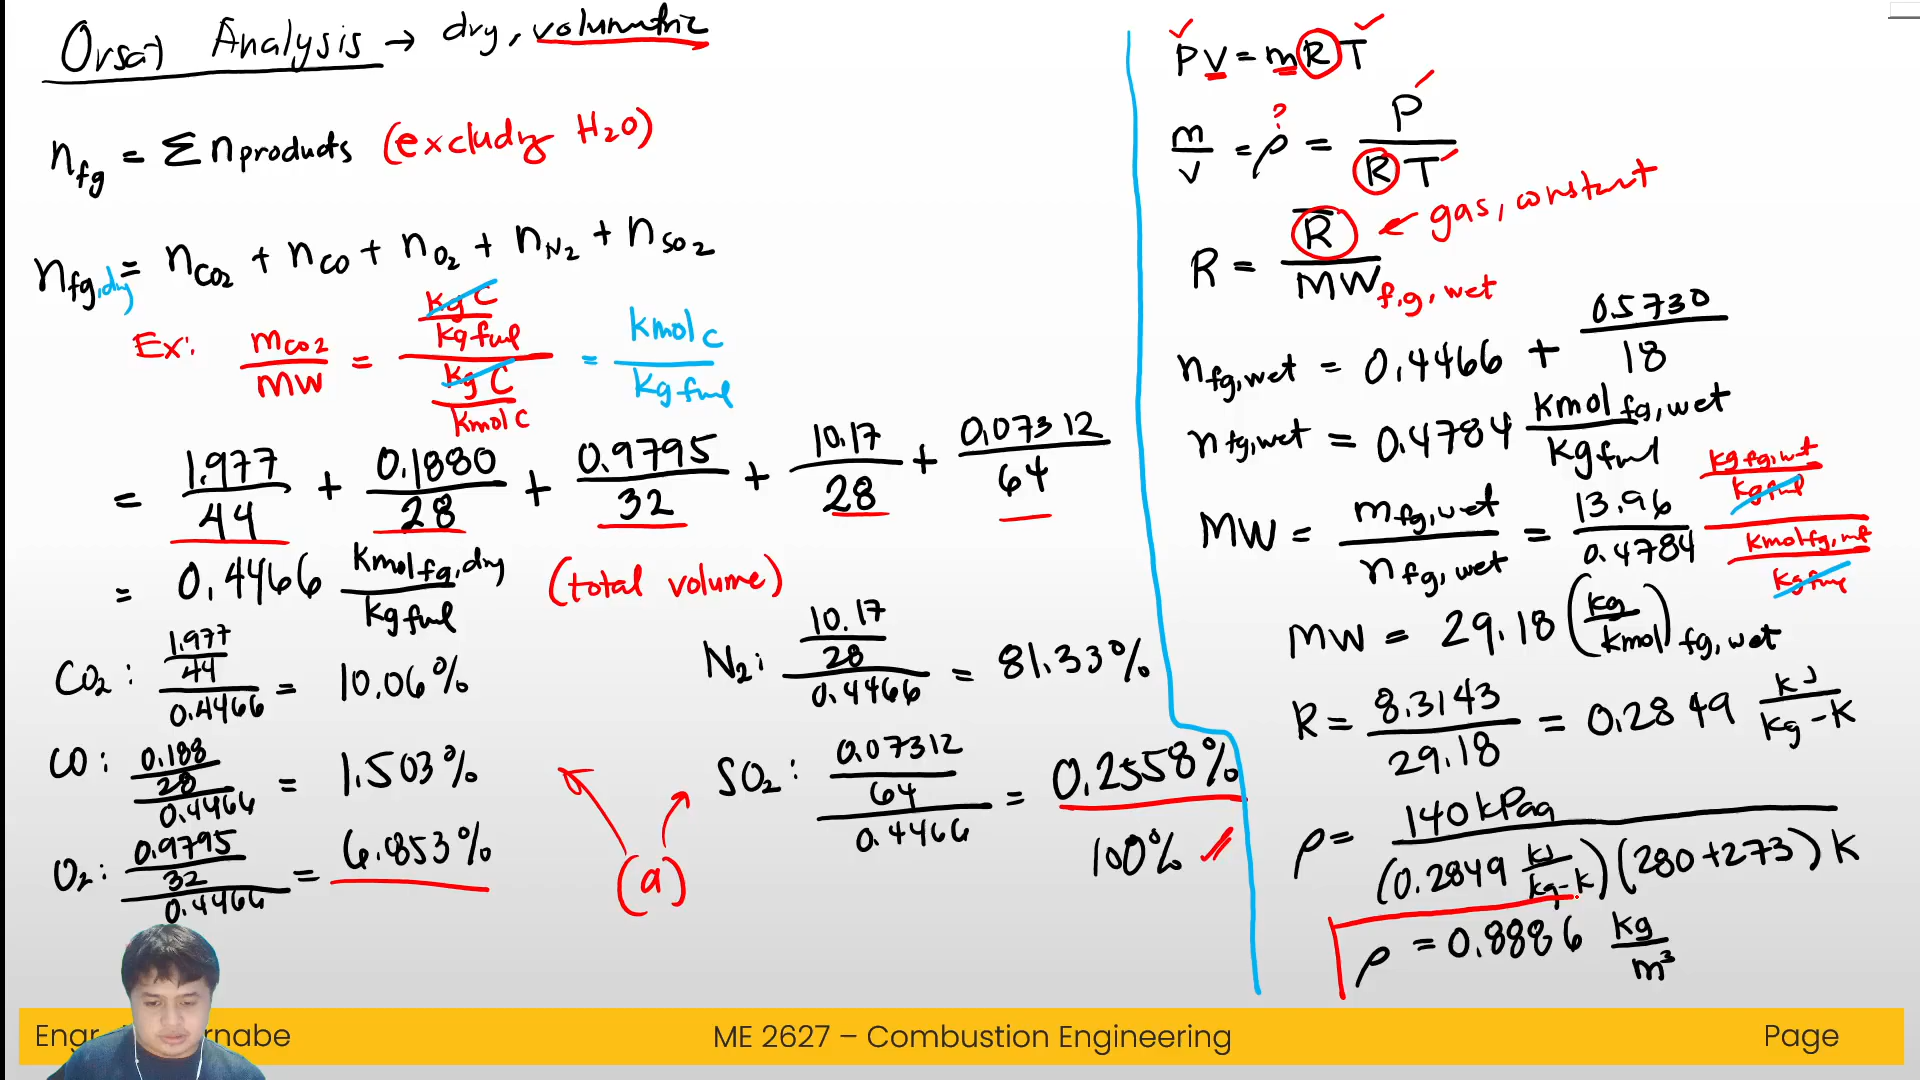 Orsat Analysis → dry, volumetric
n_fg = Σ n products (excludg H₂O)
n_fg,dry = n_CO₂ + n_CO + n_O₂ + n_N₂ + n_SO₂
Ex: m_CO₂ / MW = (kg C / kg fuel) / (kg C / kmol C) = kmol C / kg fuel
= 1.977/44 + 0.1880/28 + 0.9795/32 + 10.17/28 + 0.07312/64
= 0.4466 kmol fg,dry / kg fuel (total volume)
CO₂ : (1.977/44) / 0.4466 = 10.06%
CO : (0.188/28) / 0.4466 = 1.503%
O₂ : (0.9795/32) / 0.4466 = 6.853%
N₂ : (10.17/28) / 0.4466 = 81.33%
SO₂ : (0.07312/64) / 0.4466 = 0.2558%
100% ✓
(a)
✓ ✓
PV = mRT
m/V = ρ = P / RT
?
R = R̄ / MW f,g,wet ← gas, constant
n_fg,wet = 0.4466 + 0.5730/18
n_fg,wet = 0.4784 kmol fg,wet / kg fuel
MW = m_fg,wet / n_fg,wet = 13.96 / 0.4784 (kg fg,wet / kg fuel) / (kmol fg,wet / kg fuel)
MW = 29.18 (kg/kmol) fg,wet
R = 8.3143 / 29.18 = 0.2849 kJ / kg-K
ρ = 140 kPaa / (0.2849 kJ/kg-K)(280+273)K
ρ = 0.8886 kg/m³
Engr. rnabe
ME 2627 – Combustion Engineering
Page